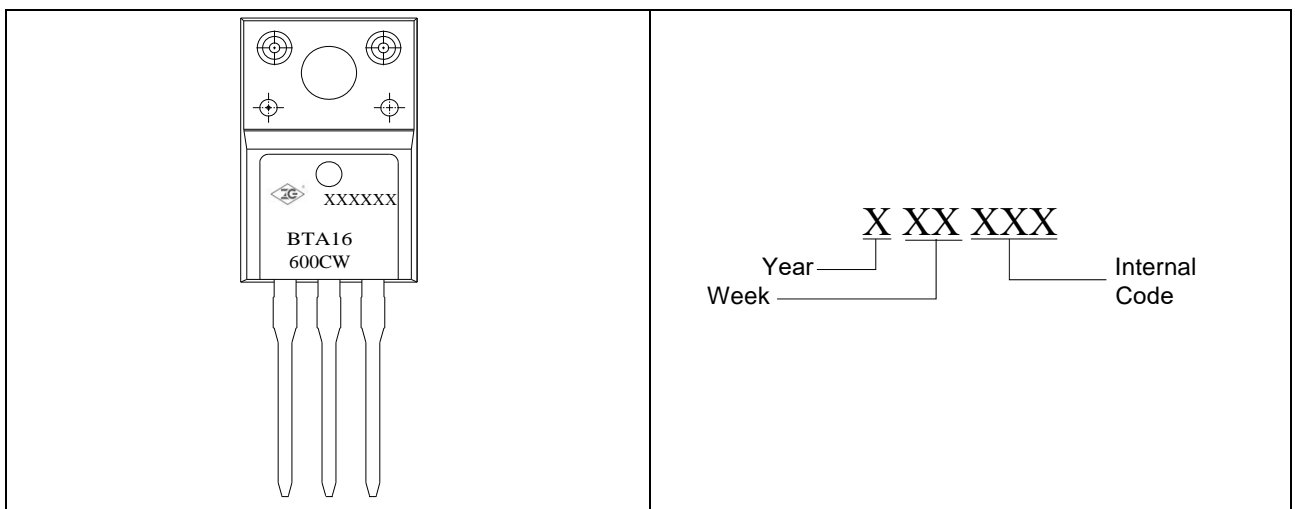 XXXXXX
BTA16
600CW
X XX XXX
Year
Week
Internal
Code